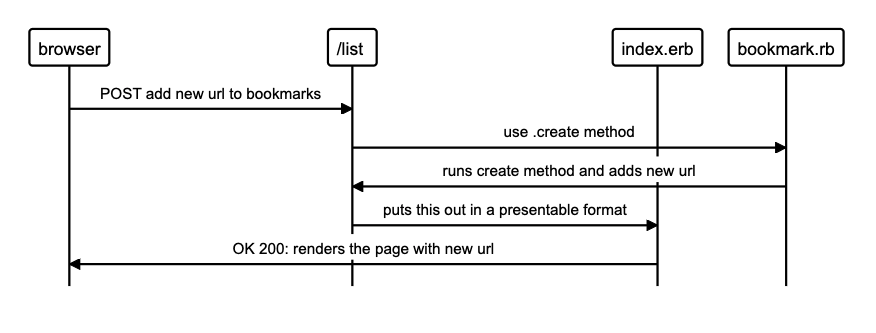 browser
/list
index.erb
bookmark.rb
POST add new url to bookmarks
use .create method
runs create method and adds new url
puts this out in a presentable format
OK 200: renders the page with new url